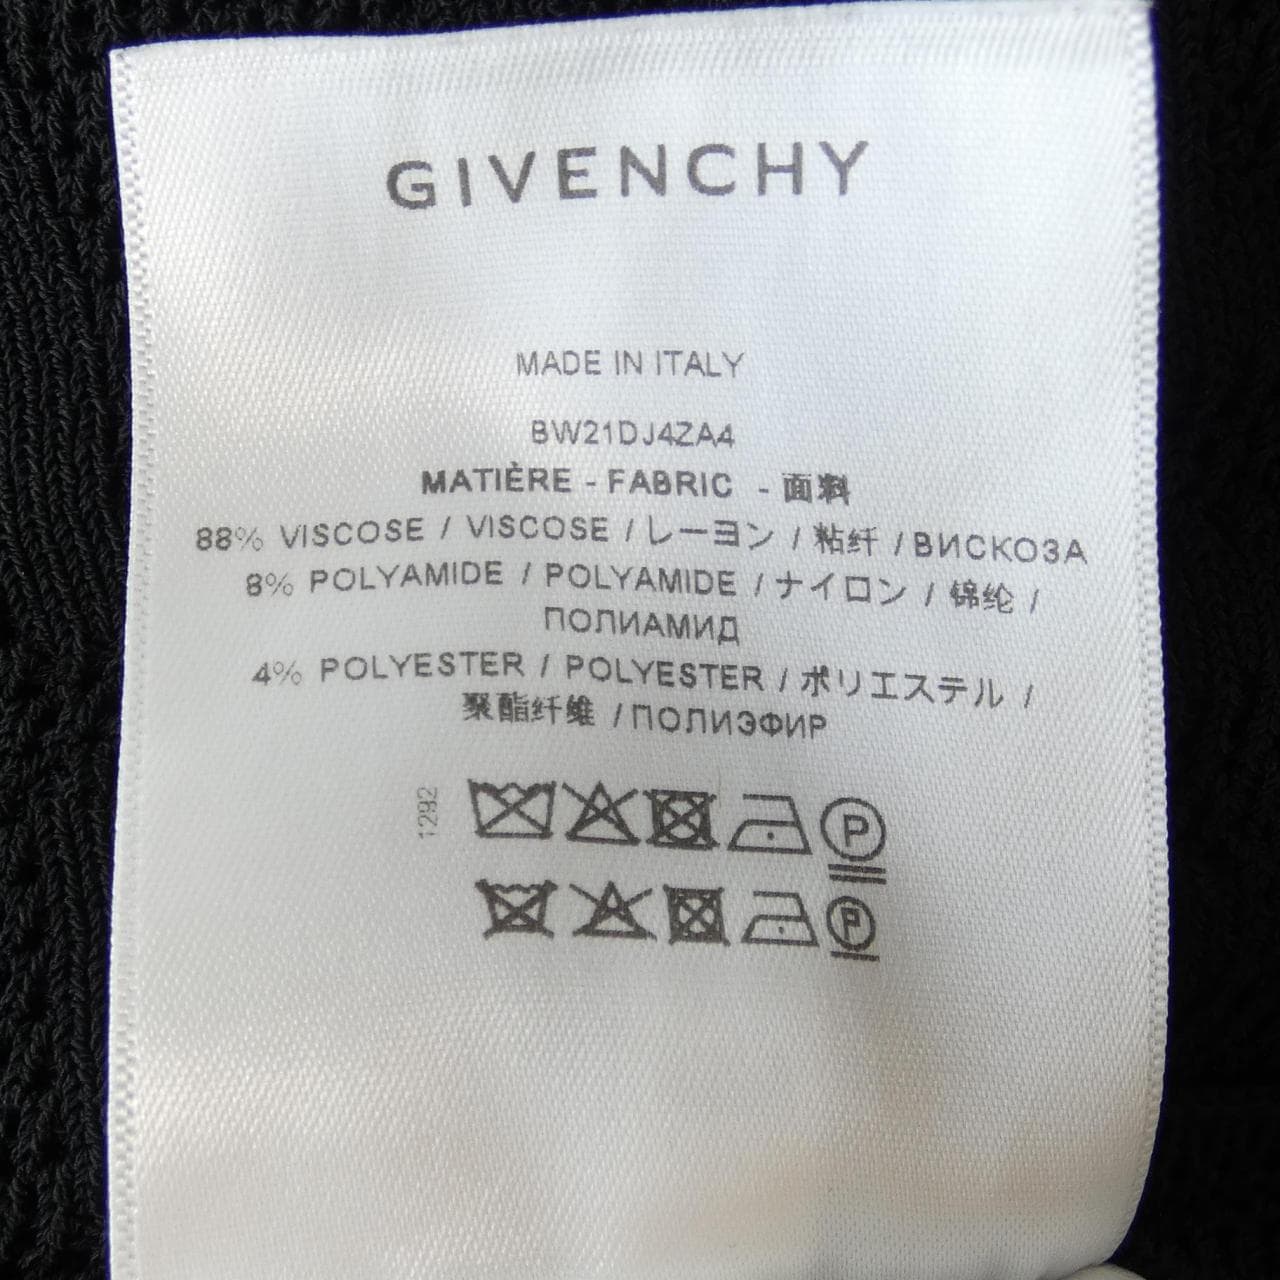 GIVENCHY
MADE IN ITALY
BW21DJ4ZA4
MATIÈRE - FABRIC - 面料
88% VISCOSE / VISCOSE / レーヨン / 粘纤 / ВИСКОЗА
8% POLYAMIDE / POLYAMIDE / ナイロン / 锦纶 /
ПОЛИАМИД
4% POLYESTER / POLYESTER / ポリエステル /
聚酯纤维 / ПОЛИЭФИР
1292
P
P